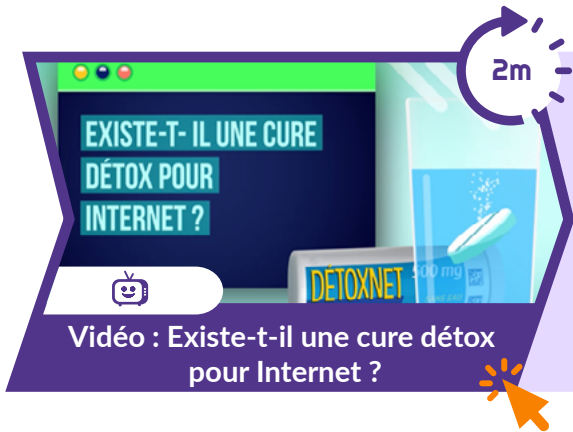 2m
EXISTE-T- IL UNE CURE
DÉTOX POUR
INTERNET ?
DÉTOXNET 500 mg
Vidéo : Existe-t-il une cure détox
pour Internet ?